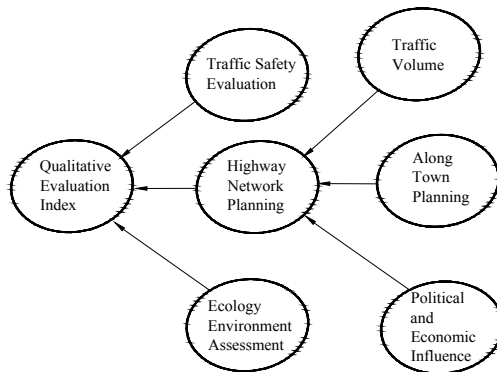 Traffic Safety
Evaluation
Traffic
Volume
Qualitative
Evaluation
Index
Highway
Network
Planning
Along
Town
Planning
Ecology
Environment
Assessment
Political
and
Economic
Influence